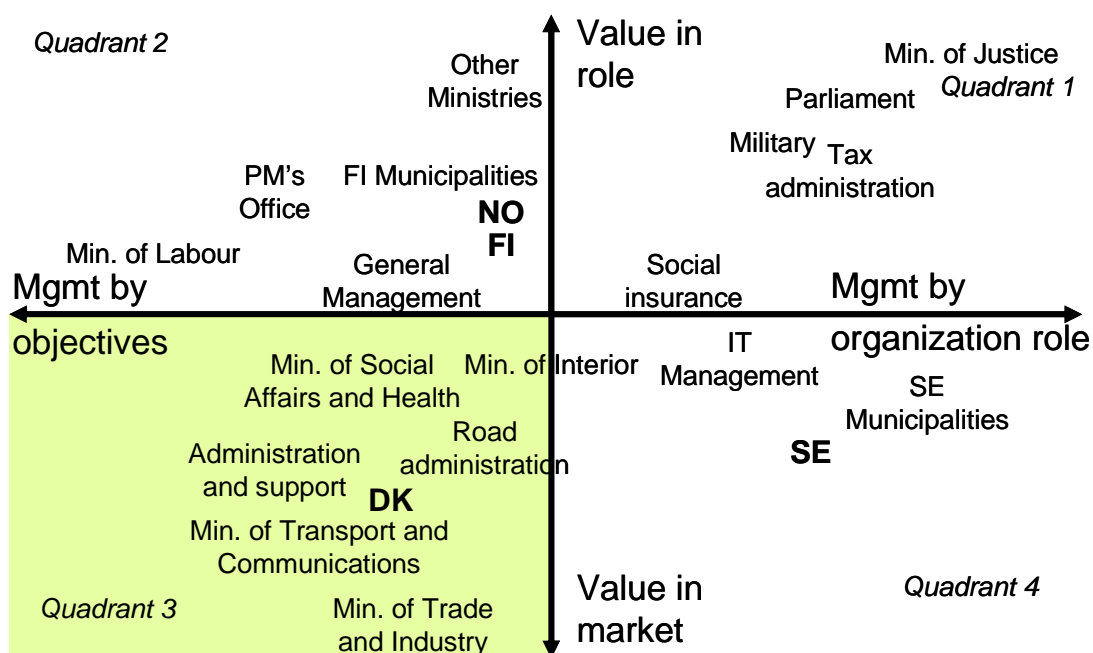 Quadrant 2
Value in
role
Other
Ministries
Min. of Justice
Quadrant 1
Parliament
Military
Tax
administration
PM's
Office
FI Municipalities
NO
FI
Min. of Labour
General
Management
Social
insurance
Mgmt by
objectives
Mgmt by
organization role
Min. of Social
Affairs and Health
Min. of Interior
IT
Management
SE
Municipalities
Road
administration
SE
Administration
and support
DK
Min. of Transport and
Communications
Quadrant 3
Min. of Trade
and Industry
Value in
market
Quadrant 4